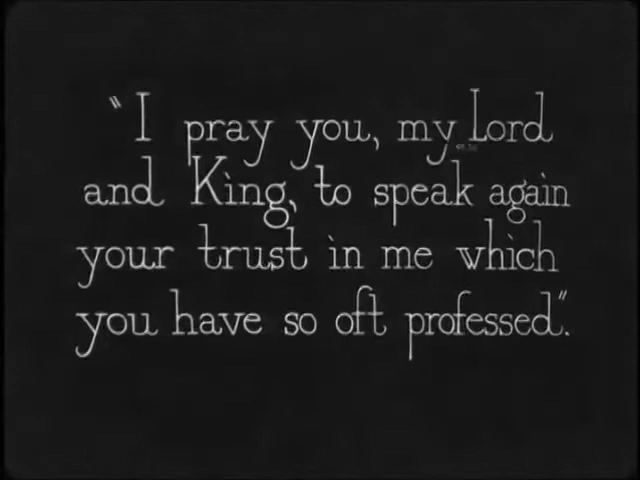 "I pray you, my Lord
and King, to speak again
your trust in me which
you have so oft professed".